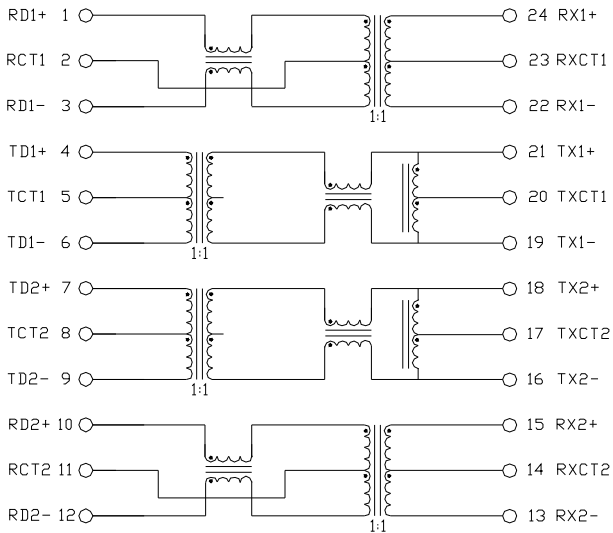 RD1+ 1 24 RX1+
RCT1 2 23 RXCT1
RD1- 3 22 RX1-
1:1
TD1+ 4 21 TX1+
TCT1 5 20 TXCT1
TD1- 6 19 TX1-
1:1
TD2+ 7 18 TX2+
TCT2 8 17 TXCT2
TD2- 9 16 TX2-
1:1
RD2+ 10 15 RX2+
RCT2 11 14 RXCT2
RD2- 12 13 RX2-
1:1